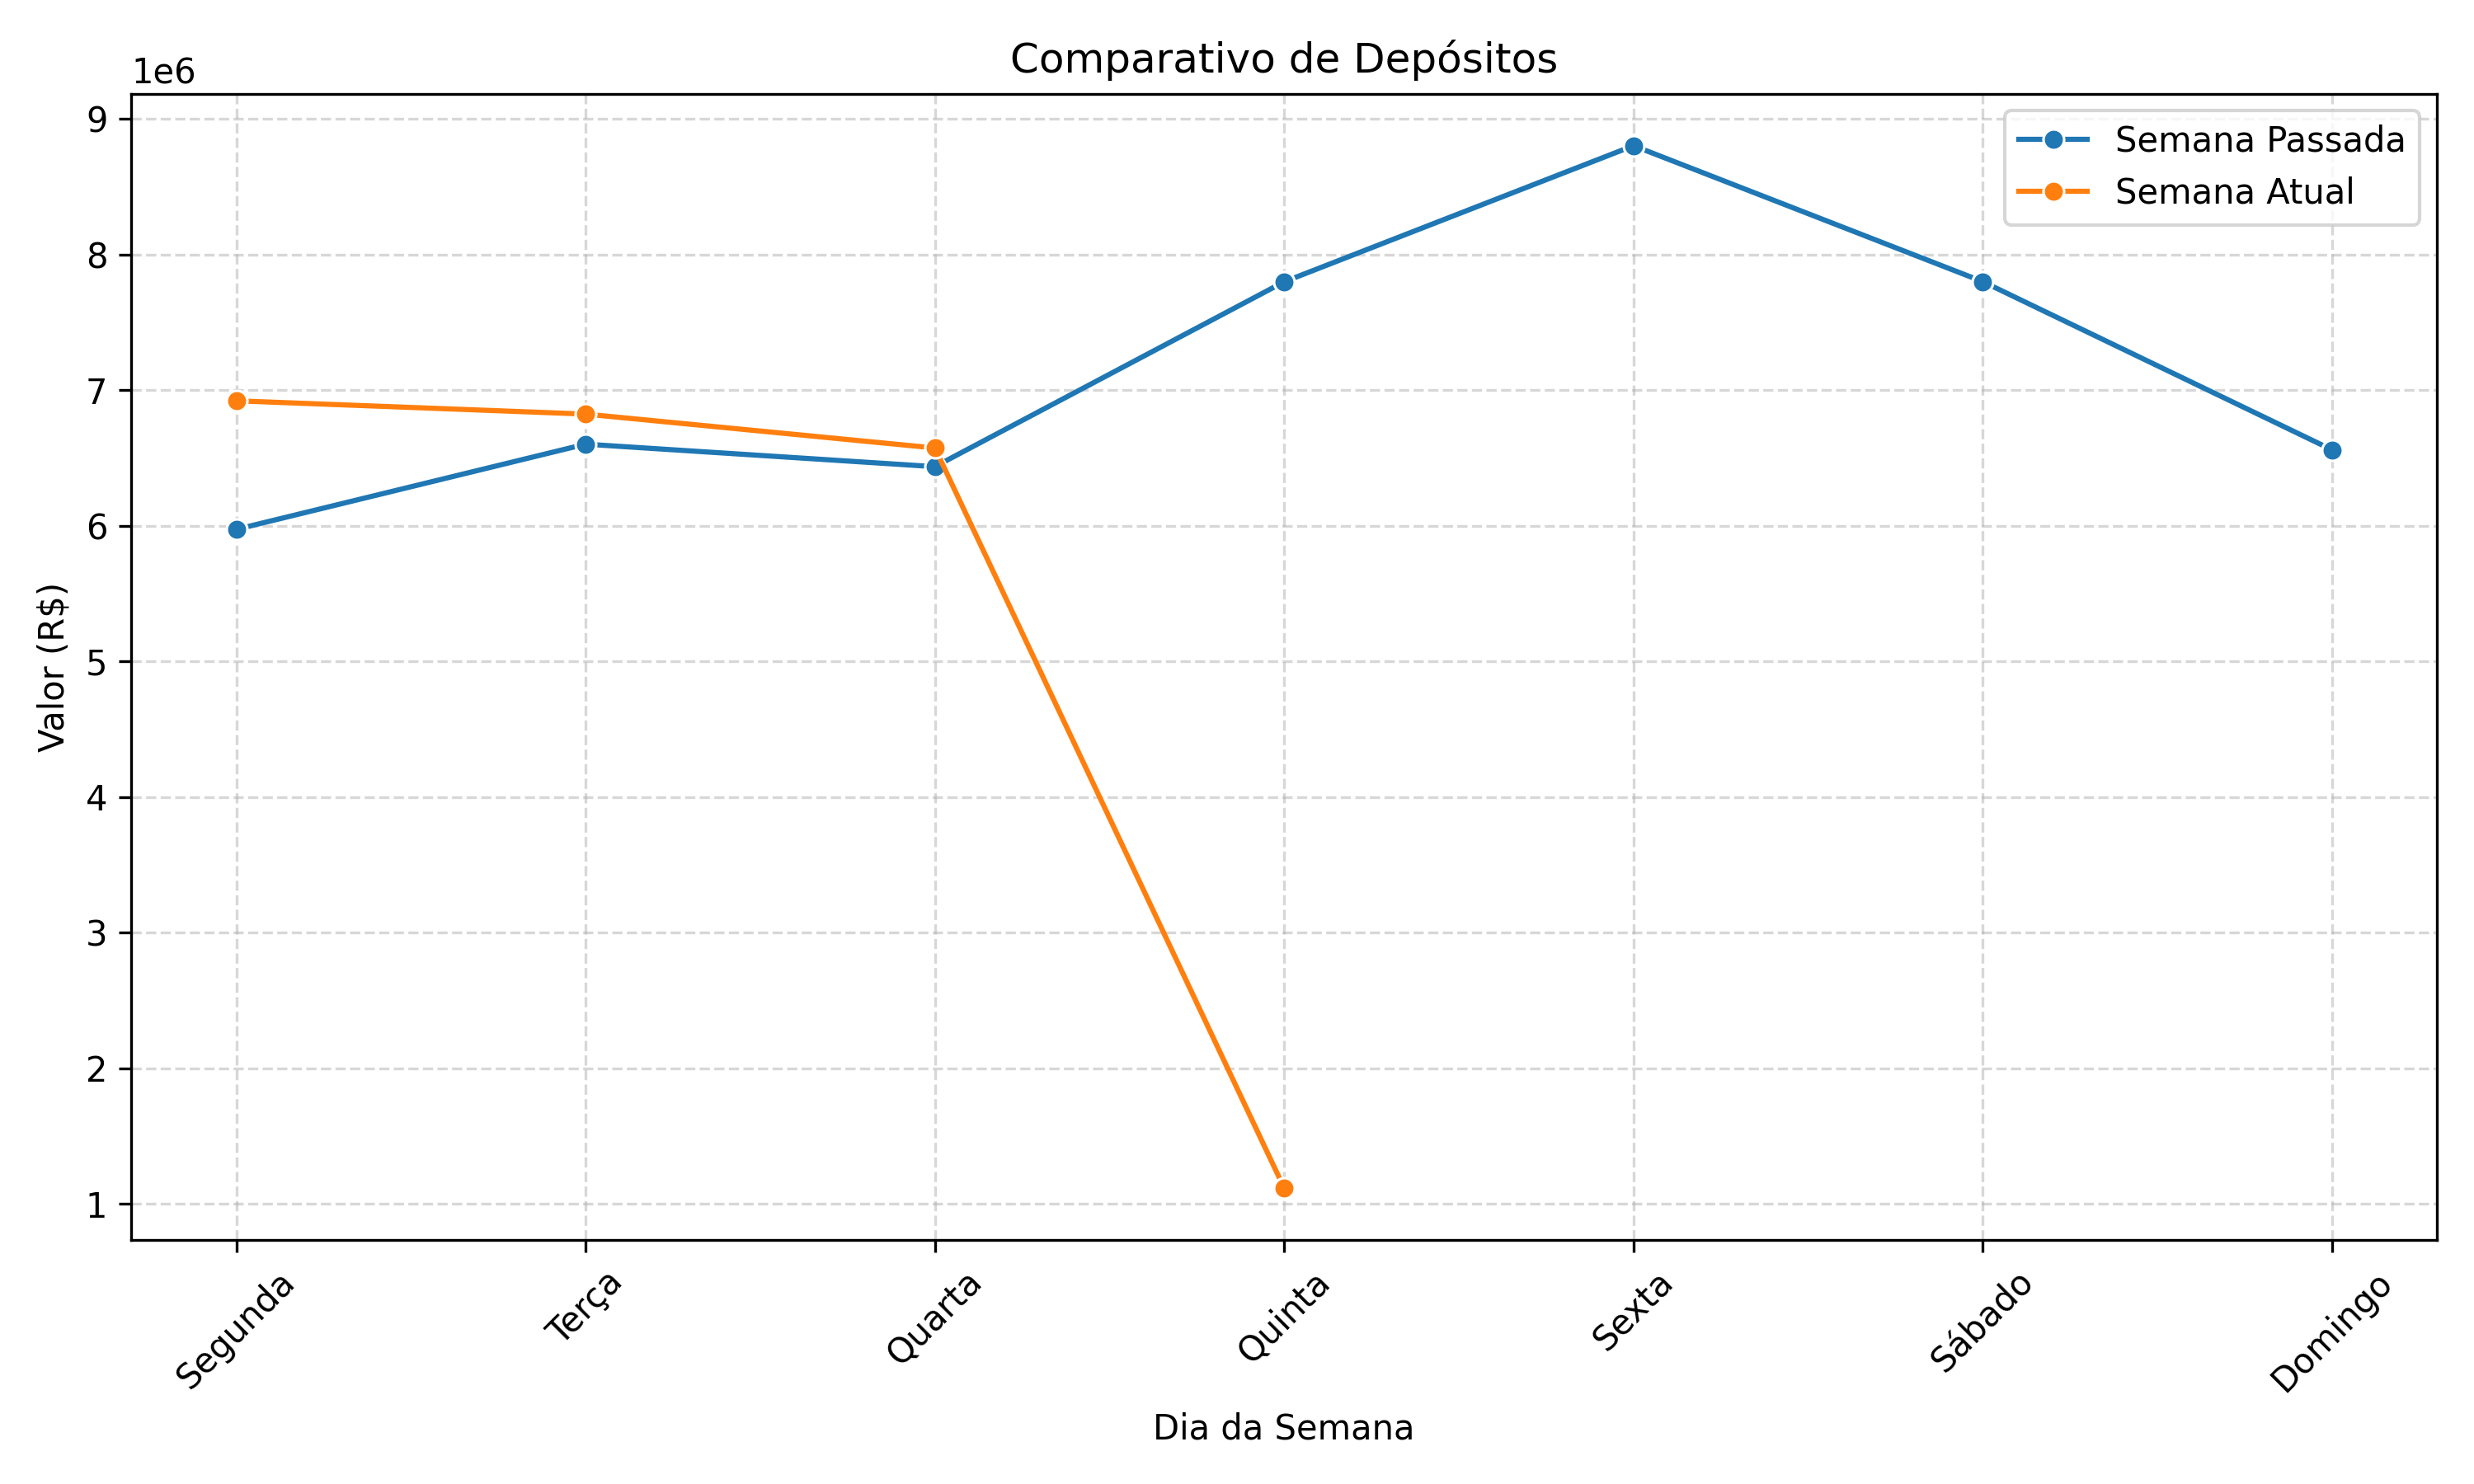 Comparativo de Depósitos
1e6
9
8
7
6
5
4
3
2
1
Valor (R$)
Semana Passada
Semana Atual
Segunda
Terça
Quarta
Quinta
Sexta
Sábado
Domingo
Dia da Semana